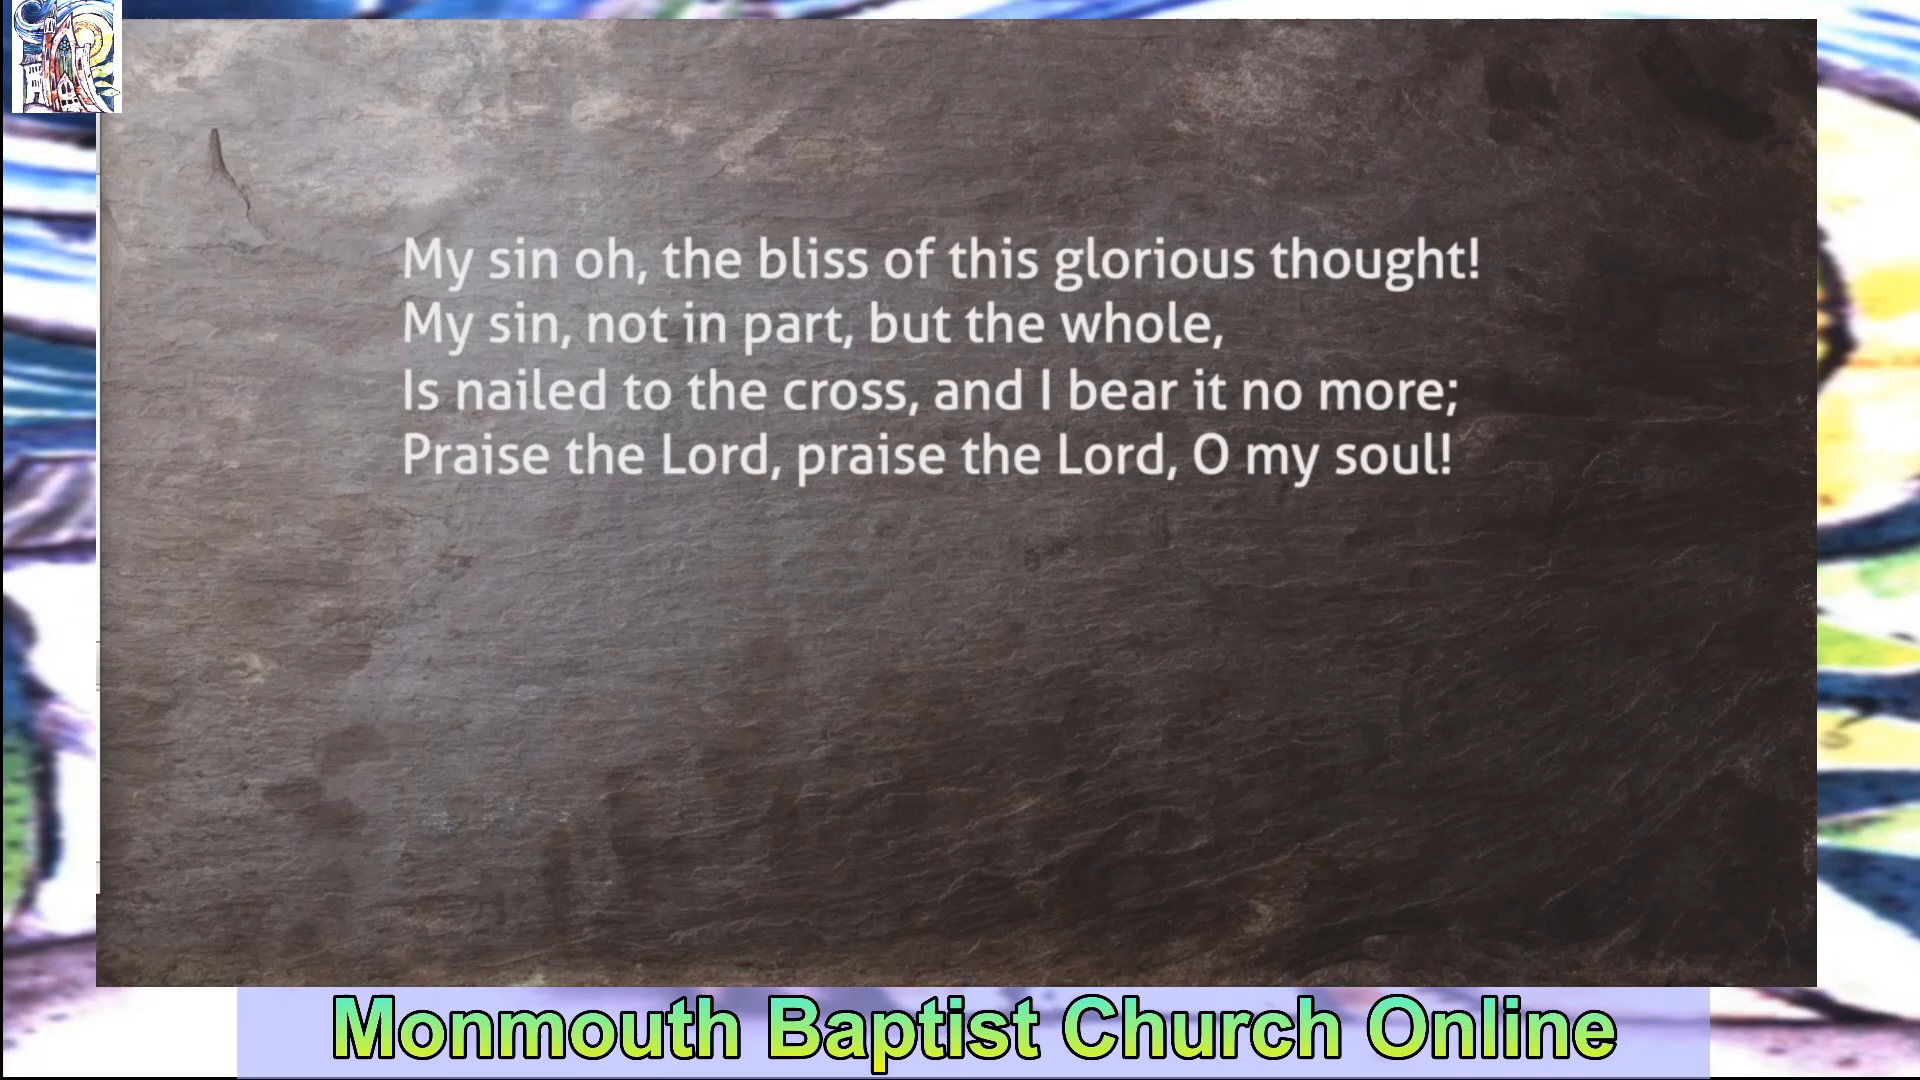 My sin oh, the bliss of this glorious thought!
My sin, not in part, but the whole,
Is nailed to the cross, and I bear it no more;
Praise the Lord, praise the Lord, O my soul!
Monmouth Baptist Church Online